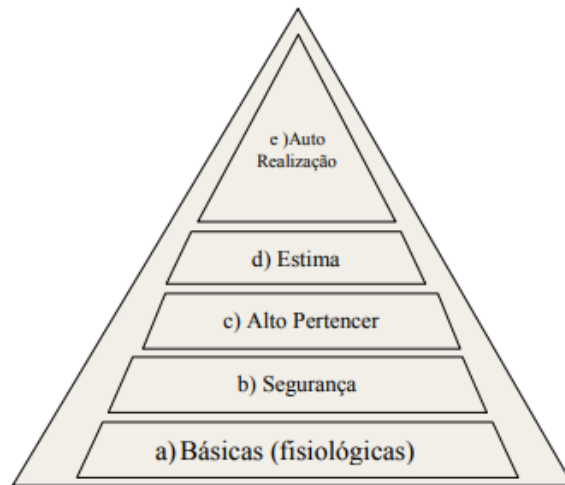 e )Auto
Realização
d) Estima
c) Alto Pertencer
b) Segurança
a) Básicas (fisiológicas)